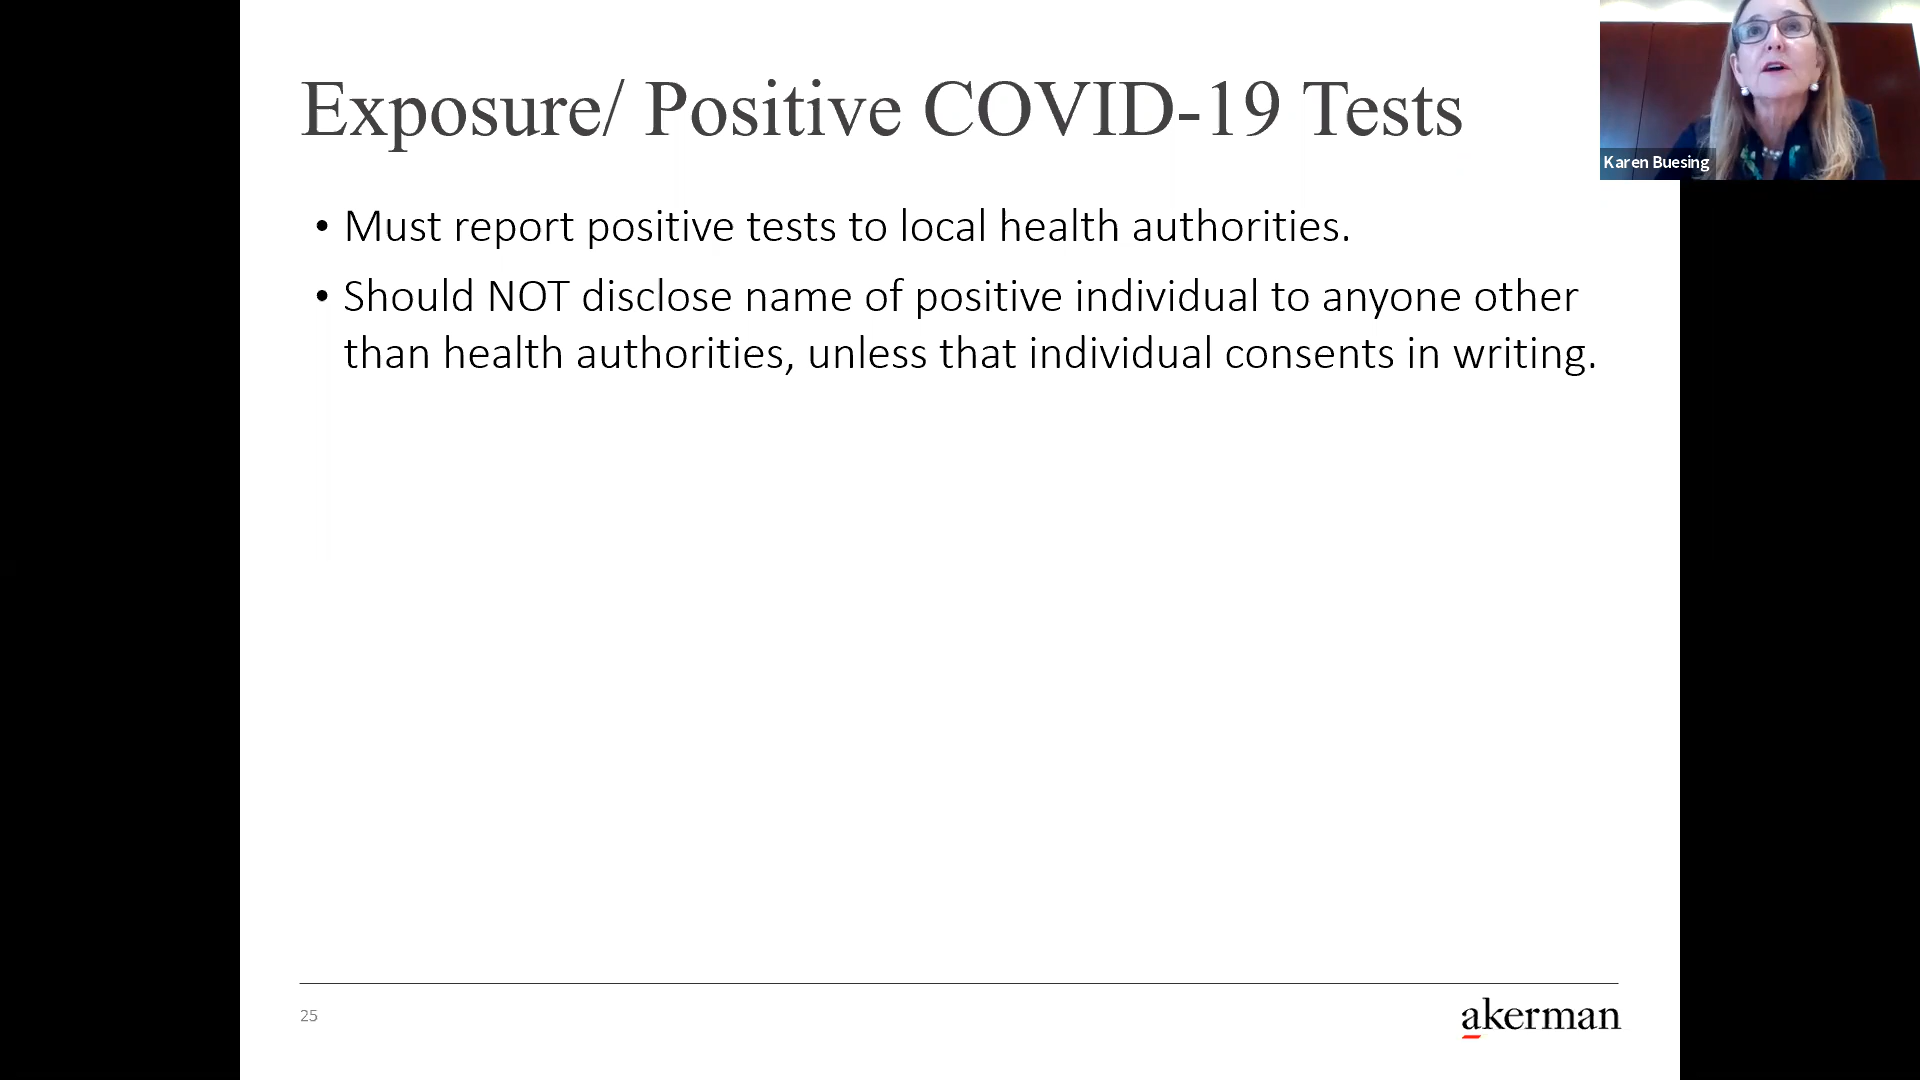 Exposure/ Positive COVID-19 Tests
Karen Buesing
• Must report positive tests to local health authorities.
• Should NOT disclose name of positive individual to anyone other
than health authorities, unless that individual consents in writing.
25
akerman